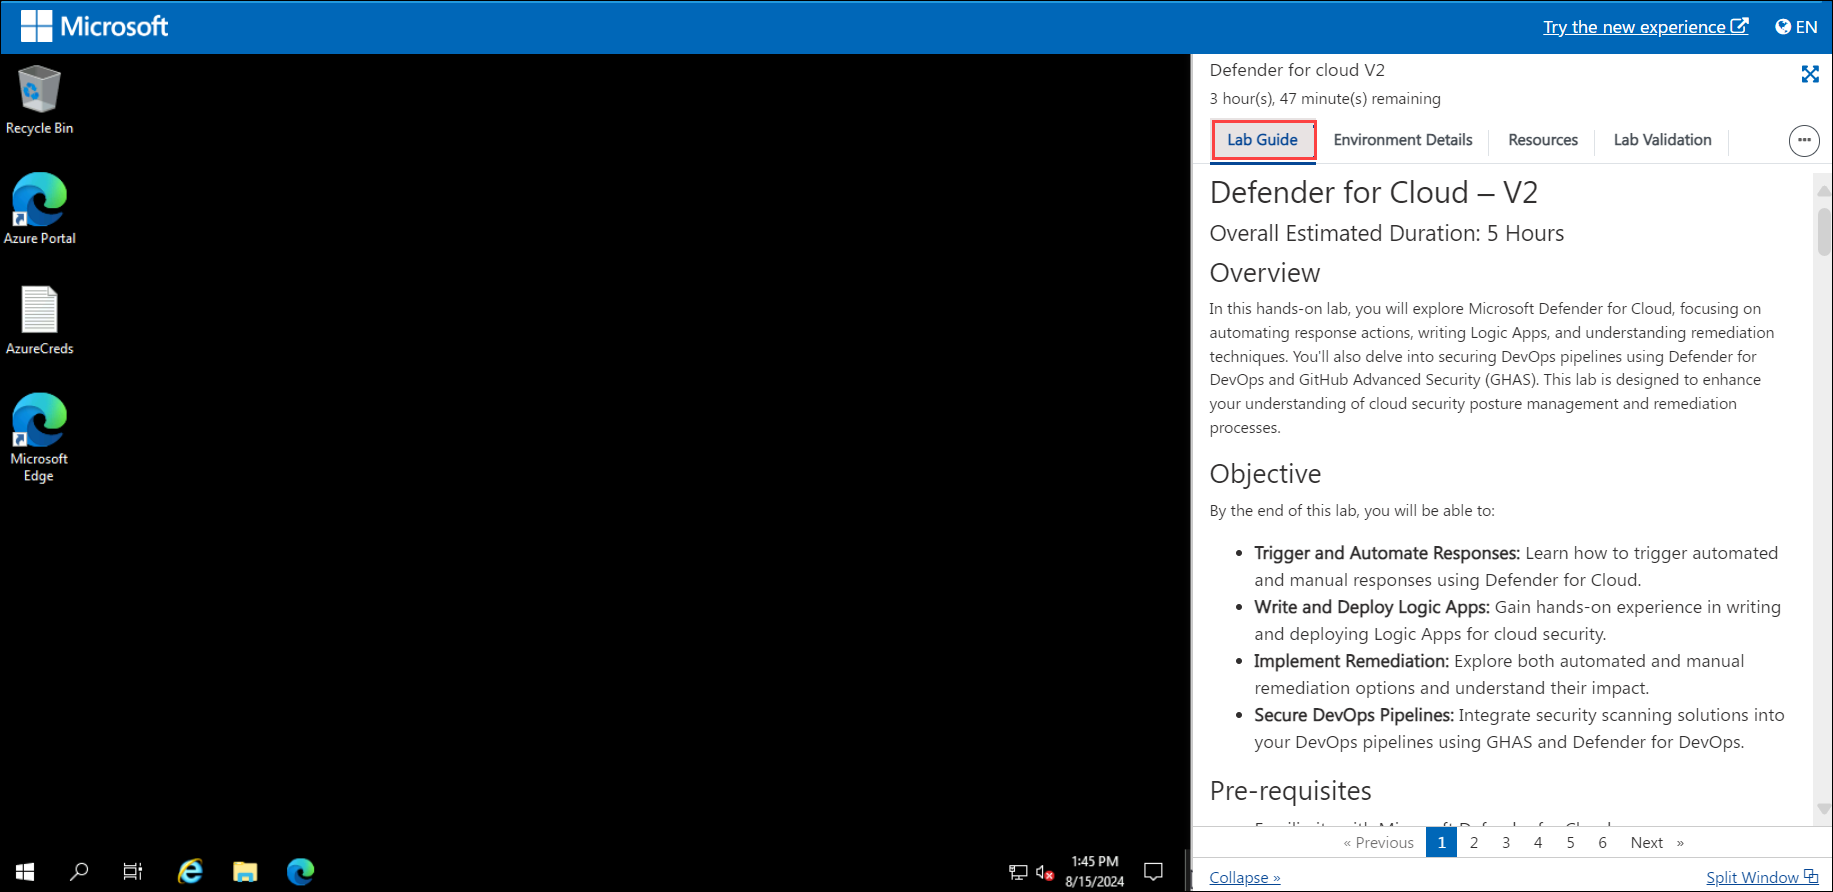 Microsoft
Try the new experience
EN
Recycle Bin
Azure Portal
AzureCreds
Microsoft
Edge
Defender for cloud V2
3 hour(s), 47 minute(s) remaining
Lab Guide
Environment Details
Resources
Lab Validation
Defender for Cloud – V2
Overall Estimated Duration: 5 Hours
Overview
In this hands-on lab, you will explore Microsoft Defender for Cloud, focusing on
automating response actions, writing Logic Apps, and understanding remediation
techniques. You'll also delve into securing DevOps pipelines using Defender for
DevOps and GitHub Advanced Security (GHAS). This lab is designed to enhance
your understanding of cloud security posture management and remediation
processes.
Objective
By the end of this lab, you will be able to:
• Trigger and Automate Responses: Learn how to trigger automated
and manual responses using Defender for Cloud.
• Write and Deploy Logic Apps: Gain hands-on experience in writing
and deploying Logic Apps for cloud security.
• Implement Remediation: Explore both automated and manual
remediation options and understand their impact.
• Secure DevOps Pipelines: Integrate security scanning solutions into
your DevOps pipelines using GHAS and Defender for DevOps.
Pre-requisites
« Previous 1 2 3 4 5 6 Next »
Collapse »
Split Window
1:45 PM
8/15/2024